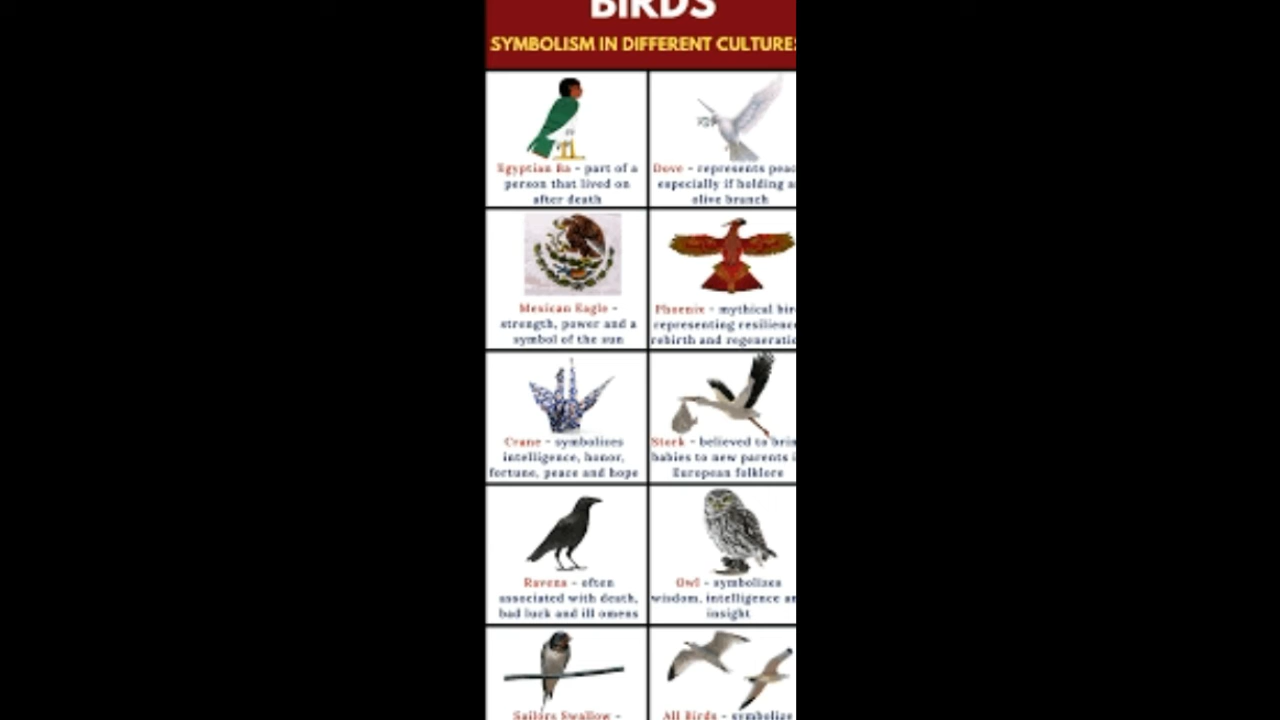 BIRDS
SYMBOLISM IN DIFFERENT CULTURES
Egyptian Ba - part of a
person that lived on
after death
Dove - represents peac
especially if holding a
olive branch
Mexican Eagle -
strength, power and a
symbol of the sun
Phoenix - mythical bir
representing resilience
rebirth and regeneratio
Crane - symbolizes
intelligence, honor,
fortune, peace and hope
Stork - believed to brin
babies to new parents i
European folklore
Ravens - often
associated with death,
bad luck and ill omens
Owl - symbolizes
wisdom, intelligence an
insight
Sailors Swallow -
All Birds - symbolize